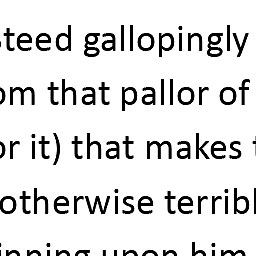 steed gallopingly
om that pallor of
or it) that makes
otherwise terribl
inning upon him